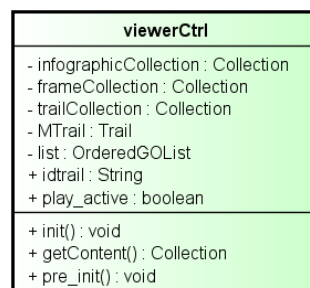 viewerCtrl
- infographicCollection : Collection
- frameCollection : Collection
- trailCollection : Collection
- MTrail : Trail
- list : OrderedGOList
+ idtrail : String
+ play_active : boolean
+ init() : void
+ getContent() : Collection
+ pre_init() : void